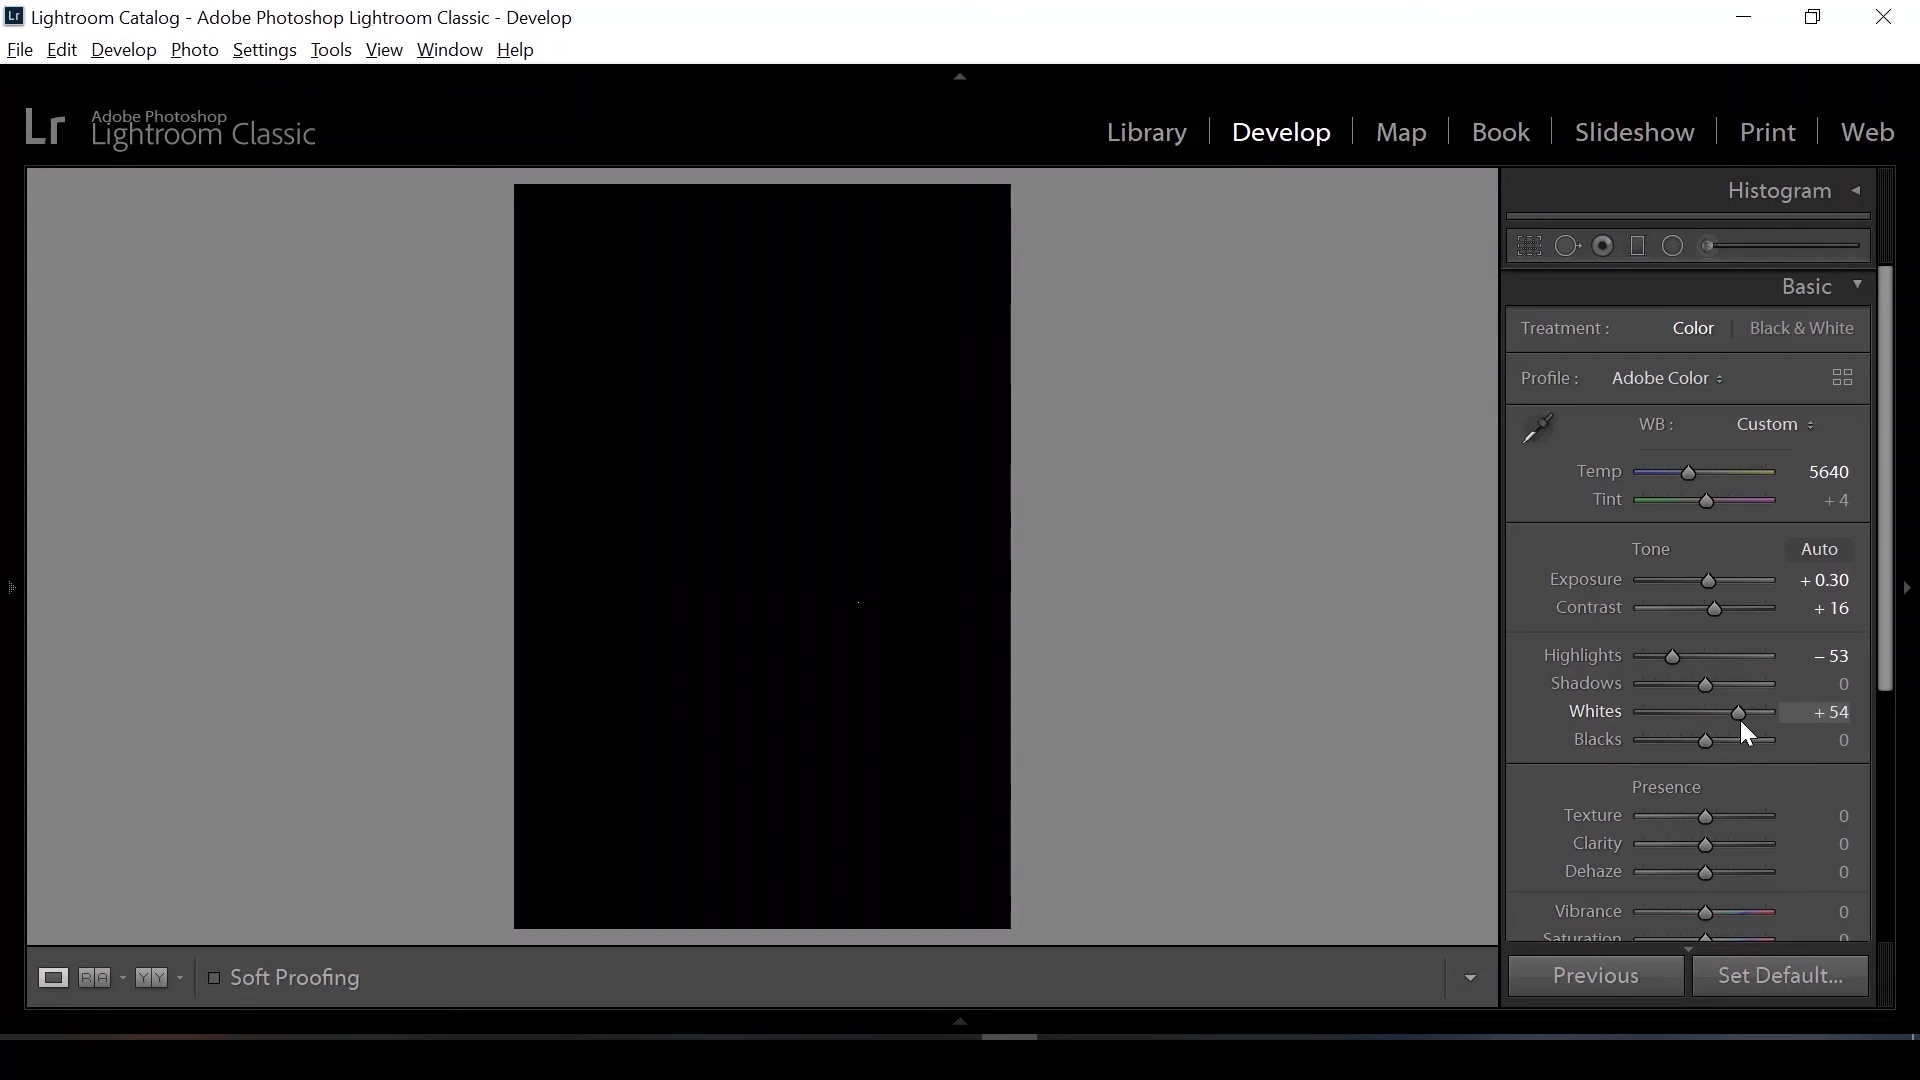 Lr Lightroom Catalog - Adobe Photoshop Lightroom Classic - Develop
File Edit Develop Photo Settings Tools View Window Help
Lr Adobe Photoshop
Lightroom Classic
Library Develop Map Book Slideshow Print Web
Histogram
Basic
Treatment : Color Black & White
Profile : Adobe Color
WB : Custom
Temp 5640
Tint + 4
Tone Auto
Exposure + 0.30
Contrast + 16
Highlights – 53
Shadows 0
Whites + 54
Blacks 0
Presence
Texture 0
Clarity 0
Dehaze 0
Vibrance 0
Saturation 0
R A Y Y Soft Proofing
Previous Set Default...